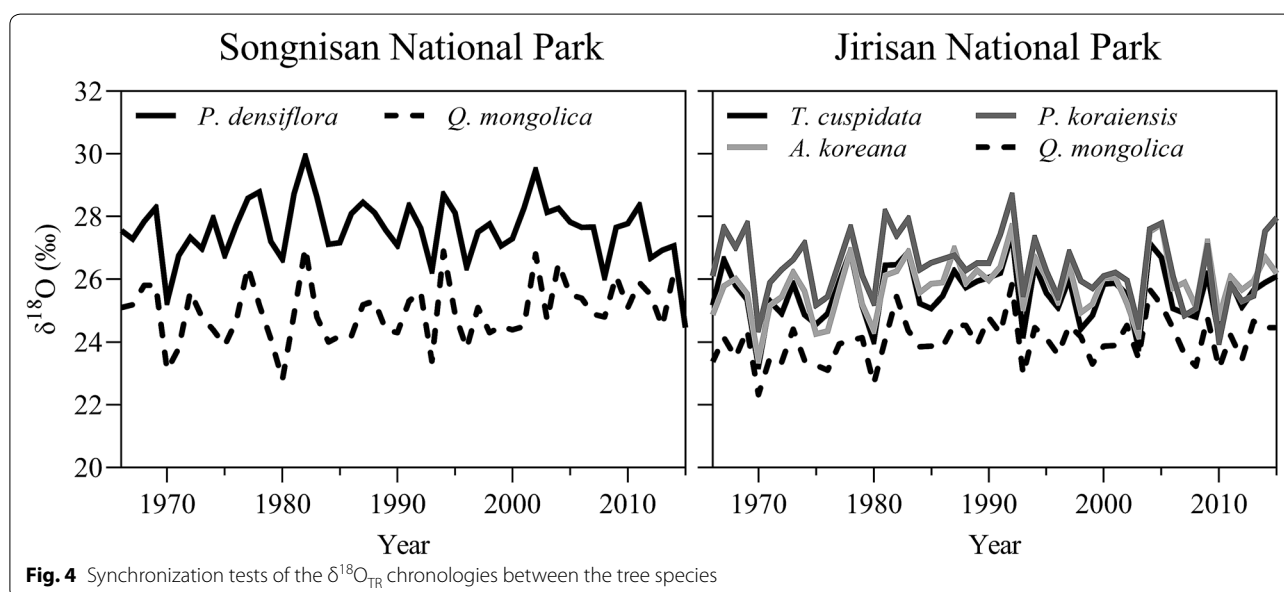 Songnisan National Park
Jirisan National Park
32
30
28
26
24
22
20
δ¹⁸O (‰)
P. densiflora
Q. mongolica
T. cuspidata
P. koraiensis
A. koreana
Q. mongolica
1970
1980
1990
2000
2010
1970
1980
1990
2000
2010
Year
Year
Fig. 4 Synchronization tests of the δ¹⁸O_TR chronologies between the tree species